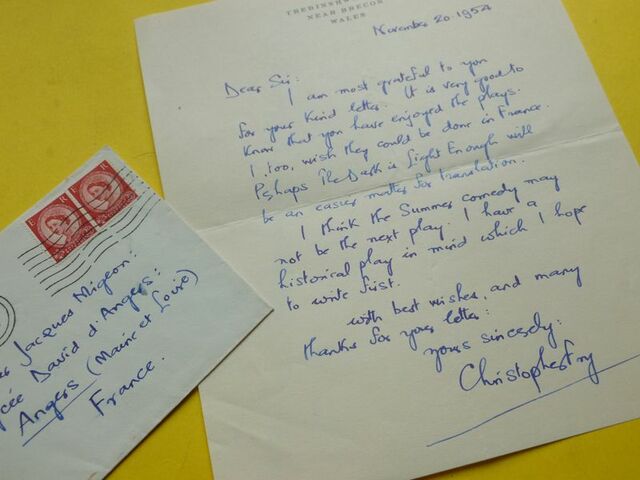 NEAR BRECON
WALES
November 20 1954
Dear Sir:
I am most grateful to you
for your kind letter. It is very good to
know that you have enjoyed the plays.
I, too, wish they could be done in France.
Perhaps The Dark is Light Enough will
be an easier matter for translation.
I think the Summer comedy may
not be the next play. I have a
historical play in mind which I hope
to write first.
with best wishes, and many
thanks for your letter:
yours sincerely:
Christopher Fry
Jacques Migeon:
cée David d'Angers:
Angers (Maine et Loire)
France.